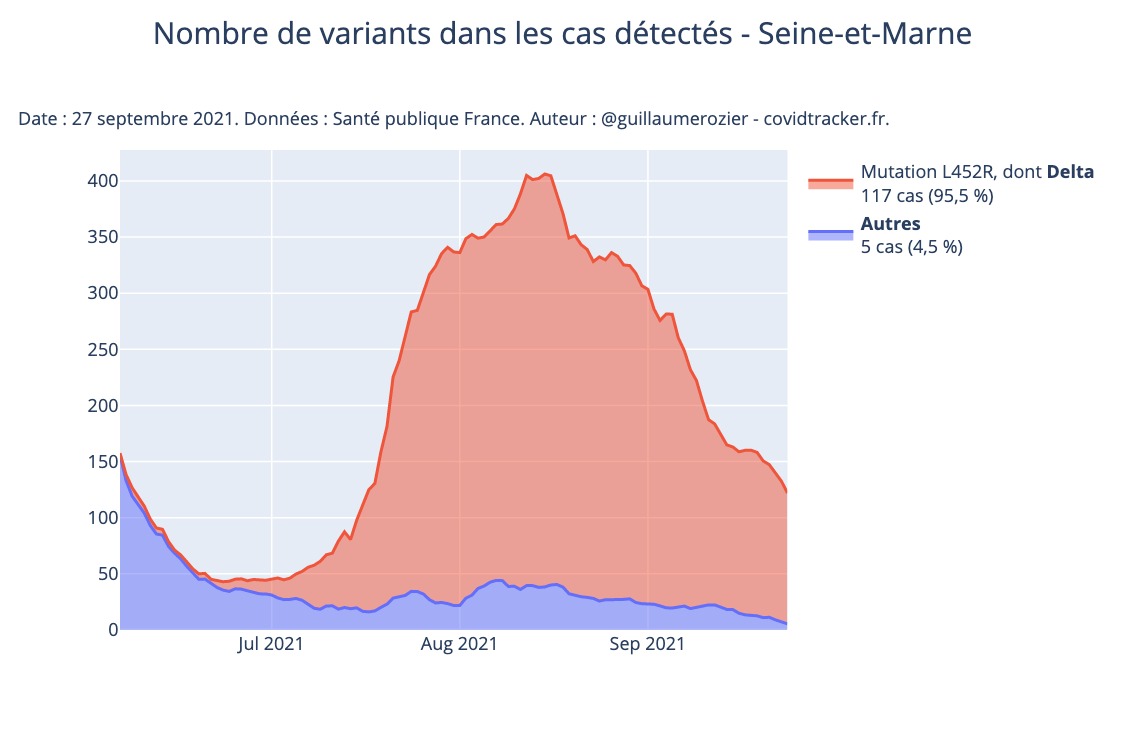 Nombre de variants dans les cas détectés - Seine-et-Marne
Date : 27 septembre 2021. Données : Santé publique France. Auteur : @guillaumerozier - covidtracker.fr.
Mutation L452R, dont Delta
117 cas (95,5 %)
Autres
5 cas (4,5 %)
400
350
300
250
200
150
100
50
0
Jul 2021
Aug 2021
Sep 2021